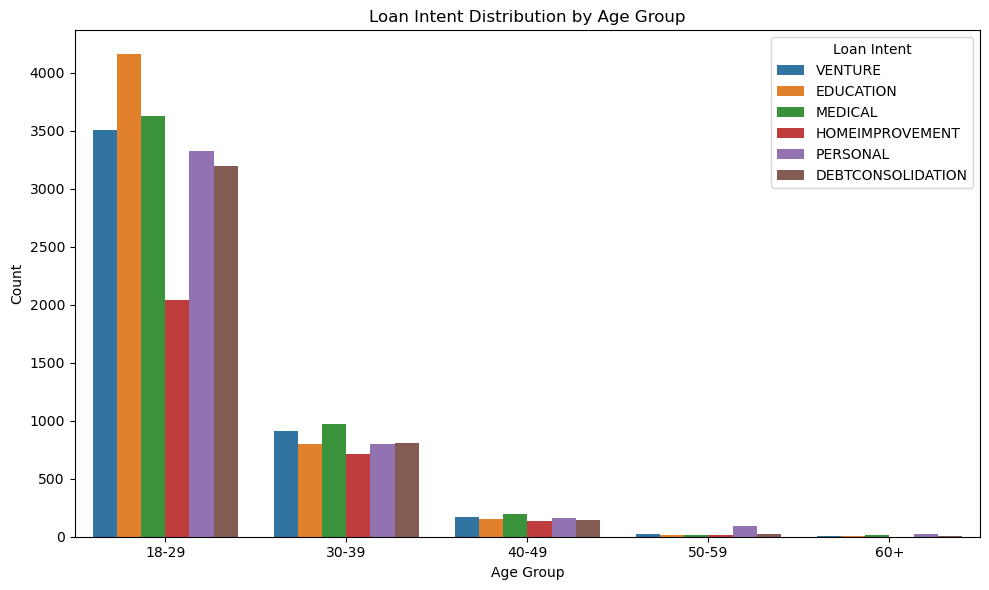 Loan Intent Distribution by Age Group
Loan Intent
VENTURE
EDUCATION
MEDICAL
HOMEIMPROVEMENT
PERSONAL
DEBTCONSOLIDATION
Count
4000
3500
3000
2500
2000
1500
1000
500
0
18-29 30-39 40-49 50-59 60+
Age Group